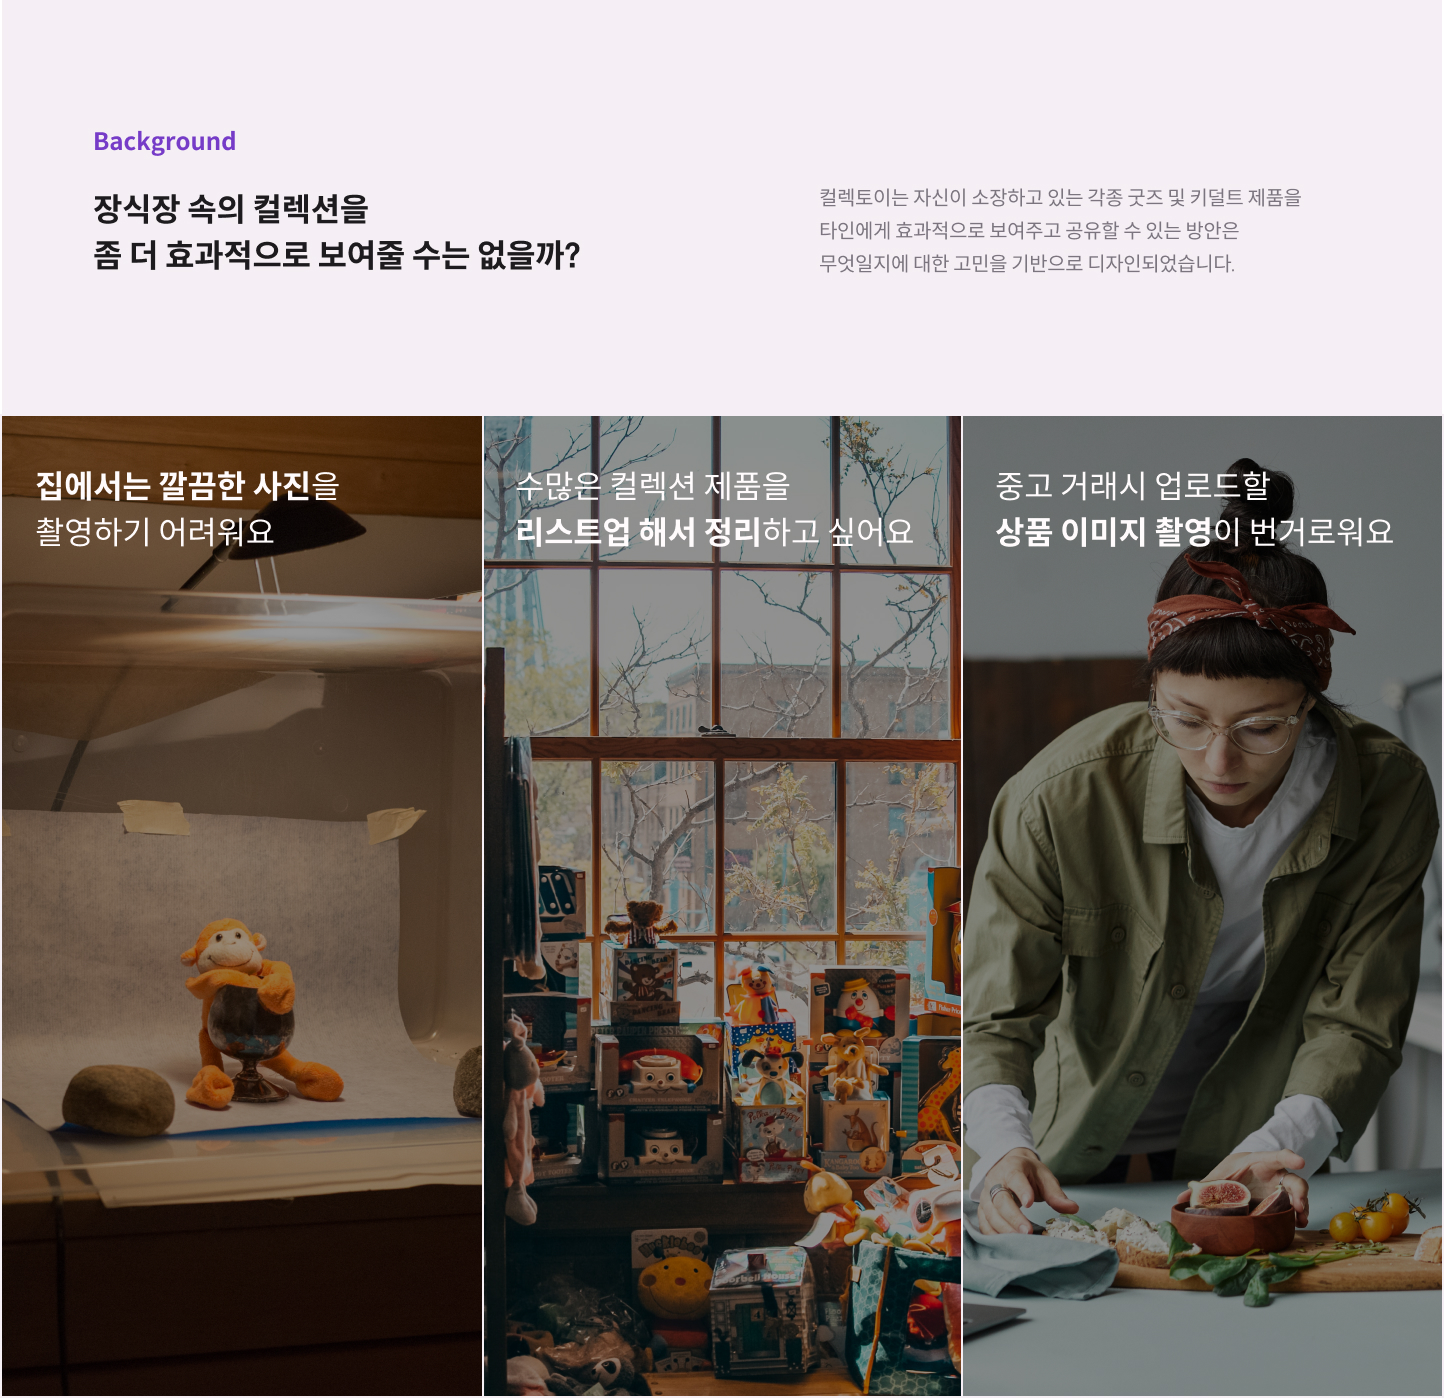 Background
장식장 속의 컬렉션을
좀 더 효과적으로 보여줄 수는 없을까?
컬렉토이는 자신이 소장하고 있는 각종 굿즈 및 키덜트 제품을
타인에게 효과적으로 보여주고 공유할 수 있는 방안은
무엇일지에 대한 고민을 기반으로 디자인되었습니다.
집에서는 깔끔한 사진을
촬영하기 어려워요
수많은 컬렉션 제품을
리스트업 해서 정리하고 싶어요
중고 거래시 업로드할
상품 이미지 촬영이 번거로워요